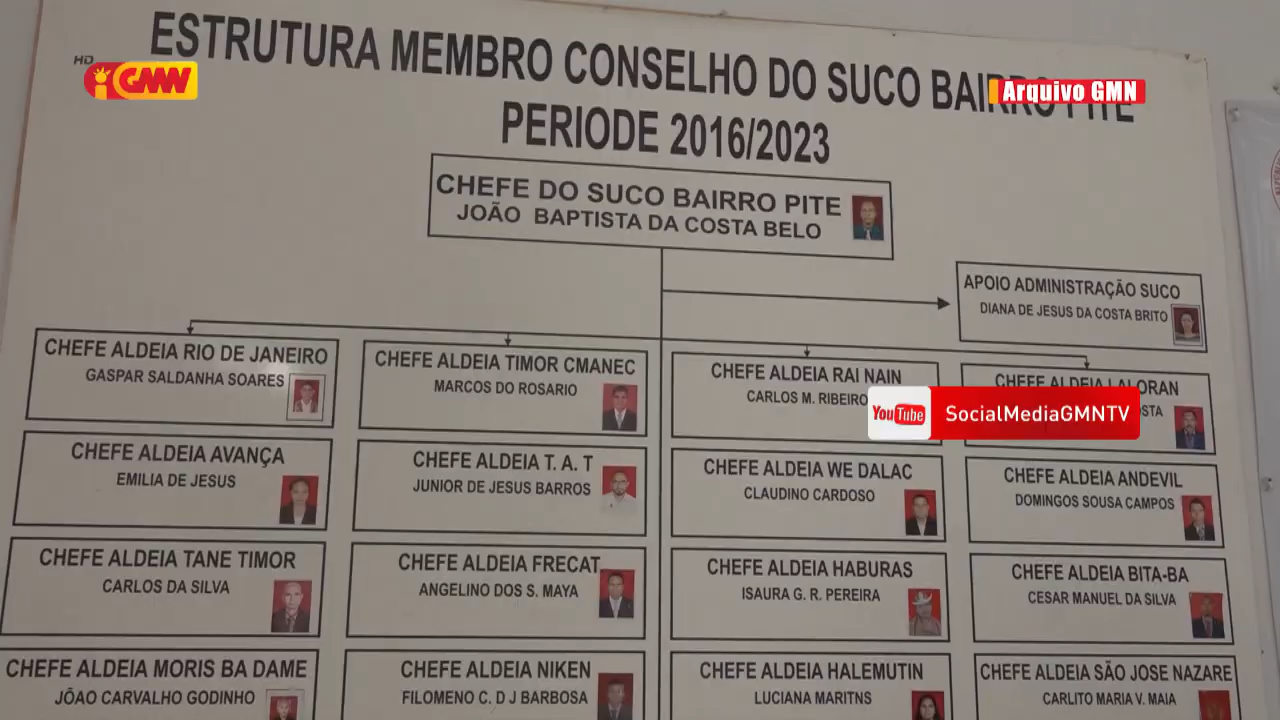 ESTRUTURA MEMBRO CONSELHO DO SUCO BAIRRO PITE
HD
GMN
Arquivo GMN
PERIODE 2016/2023
CHEFE DO SUCO BAIRRO PITE
JOÃO BAPTISTA DA COSTA BELO
APOIO ADMINISTRAÇÃO SUCO
DIANA DE JESUS DA COSTA BRITO
CHEFE ALDEIA RIO DE JANEIRO
GASPAR SALDANHA SOARES
CHEFE ALDEIA TIMOR CMANEC
MARCOS DO ROSARIO
CHEFE ALDEIA RAI NAIN
CARLOS M. RIBEIRO
CHEFE ALDEIA LALORAN
YouTube SocialMediaGMNTV
CHEFE ALDEIA AVANÇA
EMILIA DE JESUS
CHEFE ALDEIA T. A. T
JUNIOR DE JESUS BARROS
CHEFE ALDEIA WE DALAC
CLAUDINO CARDOSO
CHEFE ALDEIA ANDEVIL
DOMINGOS SOUSA CAMPOS
CHEFE ALDEIA TANE TIMOR
CARLOS DA SILVA
CHEFE ALDEIA FRECAT
ANGELINO DOS S. MAYA
CHEFE ALDEIA HABURAS
ISAURA G. R. PEREIRA
CHEFE ALDEIA BITA-BA
CESAR MANUEL DA SILVA
CHEFE ALDEIA MORIS BA DAME
JÔAO CARVALHO GODINHO
CHEFE ALDEIA NIKEN
FILOMENO C. D J BARBOSA
CHEFE ALDEIA HALEMUTIN
LUCIANA MARITNS
CHEFE ALDEIA SÃO JOSE NAZARE
CARLITO MARIA V. MAIA